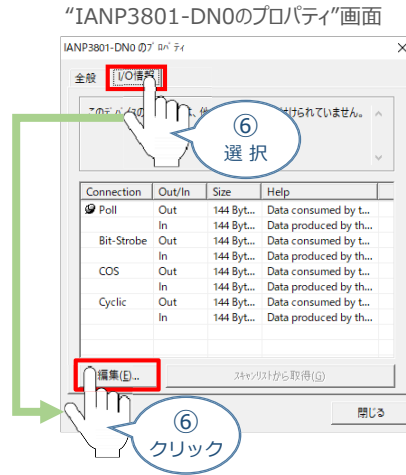 “IANP3801-DN0のプロパティ”画面
IANP3801-DN0 のプロパティ
×
全般 I/O情報
このデバイスの
は、
付けられていません。
⑥
選 択
Connection Out/In Size Help
Poll Out 144 Byt... Data consumed by t...
In 144 Byt... Data produced by th...
Bit-Strobe Out 144 Byt... Data consumed by t...
In 144 Byt... Data produced by th...
COS Out 144 Byt... Data consumed by t...
In 144 Byt... Data produced by th...
Cyclic Out 144 Byt... Data consumed by t...
In 144 Byt... Data produced by th...
編集(E)... スキャンリストから取得(G)
閉じる
⑥
クリック